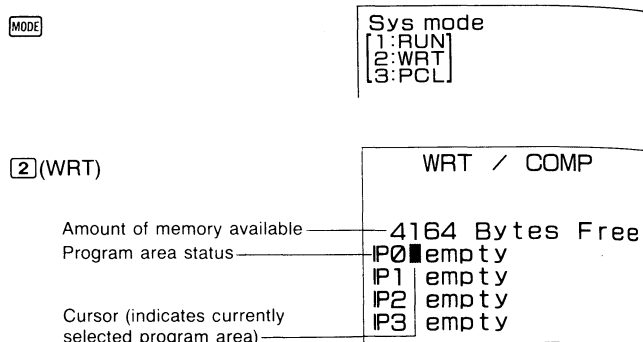 MODE
Sys mode
[1:RUN]
[2:WRT]
[3:PCL]
2 (WRT)
WRT / COMP
Amount of memory available
4164 Bytes Free
Program area status
P0 empty
P1 empty
P2 empty
Cursor (indicates currently
P3 empty
selected program area)